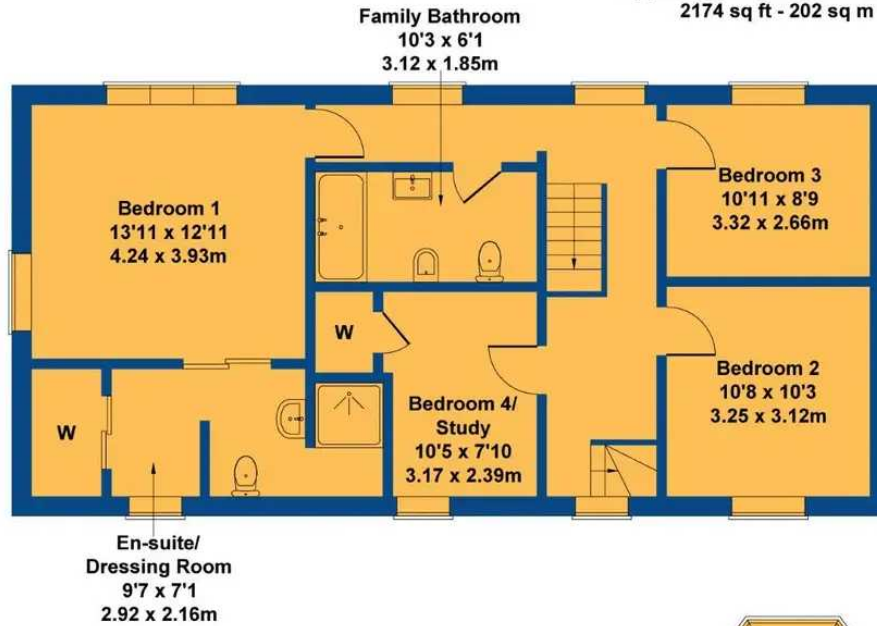 2174 sq ft - 202 sq m
Family Bathroom
10'3 x 6'1
3.12 x 1.85m
Bedroom 1
13'11 x 12'11
4.24 x 3.93m
Bedroom 3
10'11 x 8'9
3.32 x 2.66m
W
Bedroom 2
10'8 x 10'3
3.25 x 3.12m
Bedroom 4/
Study
10'5 x 7'10
3.17 x 2.39m
W
En-suite/
Dressing Room
9'7 x 7'1
2.92 x 2.16m